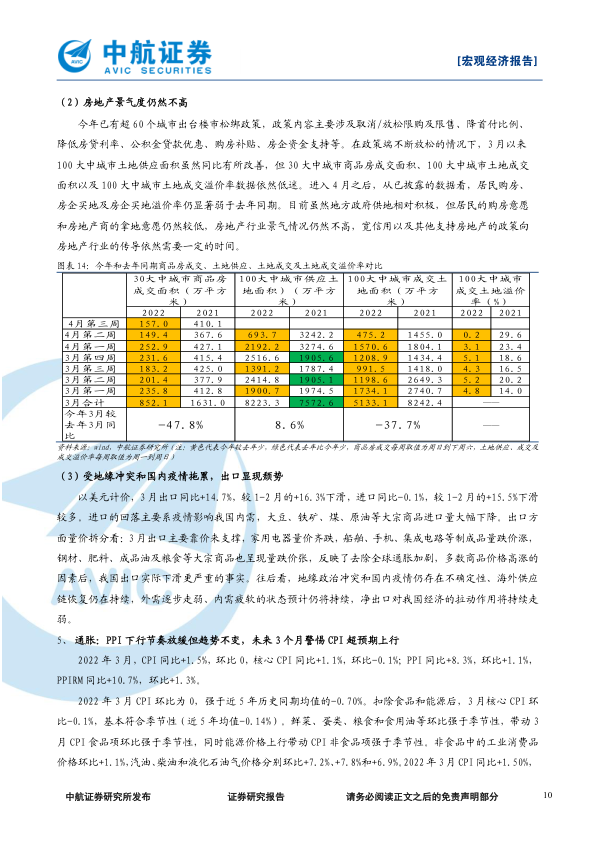 中航证券
AVIC SECURITIES
[宏观经济报告]
（2）房地产景气度仍然不高
今年已有超 60 个城市出台楼市松绑政策，政策内容主要涉及取消/放松限购及限售、降首付比例、
降低房贷利率、公积金贷款优惠、购房补贴、房企资金支持等。在政策端不断放松的情况下，3 月以来
100 大中城市土地供应面积虽然同比有所改善，但 30 大中城市商品房成交面积、100 大中城市土地成交
面积以及 100 大中城市土地成交溢价率数据依然低迷。进入 4 月之后，从已披露的数据看，居民购房、
房企买地及房企买地溢价率仍显著弱于去年同期。目前虽然地方政府供地相对积极，但居民的购房意愿
和房地产商的拿地意愿仍然较低，房地产行业景气情况仍然不高，宽信用以及其他支持房地产的政策向
房地产行业的传导依然需要一定的时间。
图表 14：今年和去年同期商品房成交、土地供应、土地成交及土地成交溢价率对比
30大中城市商品房成交面积（万平方米） 100大中城市供应土地面积）（万平方米） 100大中城市成交土地面积（万平方米） 100大中城市成交土地溢价率（%）
2022 2021 2022 2021 2022 2021 2022 2021
4月第三周 157.0 410.1
4月第二周 149.4 367.6 693.7 3242.2 475.2 1455.0 0.2 29.6
4月第一周 252.9 427.1 2192.2 3274.6 1570.6 1804.1 3.1 23.4
3月第四周 231.6 415.4 2516.6 1905.6 1208.9 1434.4 5.1 18.6
3月第三周 183.2 425.0 1391.2 1787.4 991.5 1418.0 4.3 16.5
3月第二周 201.4 377.9 2414.8 1905.1 1198.6 2649.3 5.2 20.2
3月第一周 235.8 412.8 1900.7 1974.5 1734.1 2740.7 4.8 14.0
3月合计 852.1 1631.0 8223.3 7572.6 5133.1 8242.4 ——
今年3月较去年3月同比 -47.8% 8.6% -37.7% ——
资料来源：wind，中航证券研究所（注：黄色代表今年较去年少，绿色代表去年比今年少，商品房成交每周取值为周日到下周六，土地供应、成交及
成交溢价率每周取值为周一到周日）
（3）受地缘冲突和国内疫情拖累，出口显现颓势
以美元计价，3 月出口同比+14.7%，较 1-2 月的+16.3%下滑，进口同比-0.1%，较 1-2 月的+15.5%下滑
较多。进口的回落主要系疫情影响我国内需，大豆、铁矿、煤、原油等大宗商品进口量大幅下降。出口方
面量价拆分看：3 月出口主要靠价来支撑，家用电器量价齐跌，船舶、手机、集成电路等制成品量跌价涨，
钢材、肥料、成品油及粮食等大宗商品也呈现量跌价张，反映了去除全球通胀加剧，多数商品价格高涨的
因素后，我国出口实际下滑更严重的事实。往后看，地缘政治冲突和国内疫情仍存在不确定性、海外供应
链恢复仍在持续，外需逐步走弱、内需疲软的状态预计仍将持续、净出口对我国经济的拉动作用将持续走
弱。
5、 通胀：PPI 下行节奏放缓但趋势不变，未来 3 个月警惕 CPI 超预期上行
2022 年 3 月，CPI 同比+1.5%，环比 0，核心 CPI 同比+1.1%，环比-0.1%；PPI 同比+8.3%，环比+1.1%，
PPIRM 同比+10.7%，环比+1.3%。
2022 年 3 月 CPI 环比为 0，强于近 5 年历史同期均值的-0.70%。扣除食品和能源后，3 月核心 CPI 环
比-0.1%，基本符合季节性（近 5 年均值-0.14%）。鲜菜、蛋类、粮食和食用油等环比强于季节性，带动 3
月 CPI 食品项环比强于季节性，同时能源价格上行带动 CPI 非食品项强于季节性。非食品中的工业消费品
价格环比+1.1%，汽油、柴油和液化石油气价格分别环比+7.2%、+7.8%和+6.9%。2022 年 3 月 CPI 同比+1.50%，
中航证券研究所发布 证券研究报告 请务必阅读正文之后的免责声明部分 10
AVIC